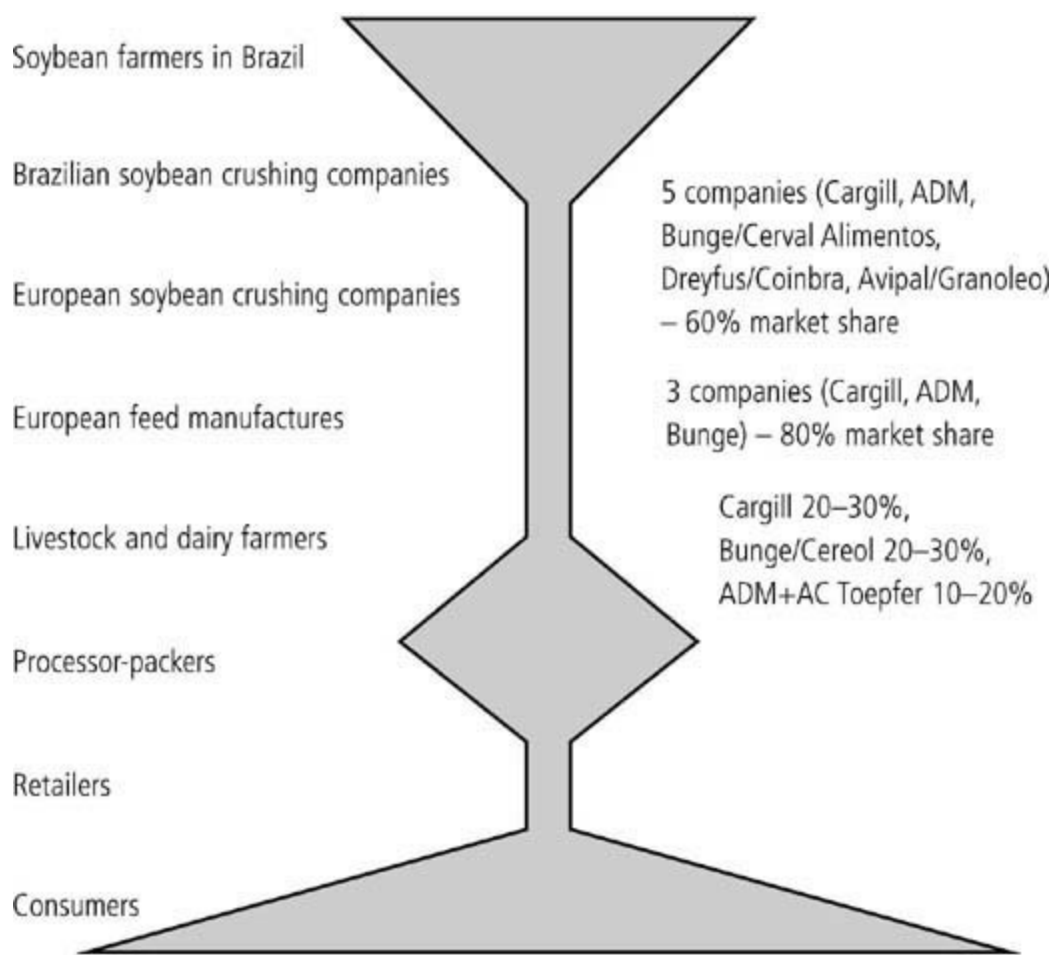 Soybean farmers in Brazil
Brazilian soybean crushing companies
5 companies (Cargill, ADM,
Bunge/Cerval Alimentos,
Dreyfus/Coinbra, Avipal/Granoleo)
– 60% market share
European soybean crushing companies
3 companies (Cargill, ADM,
Bunge) – 80% market share
European feed manufactures
Cargill 20–30%,
Bunge/Cereol 20–30%,
ADM+AC Toepfer 10–20%
Livestock and dairy farmers
Processor-packers
Retailers
Consumers